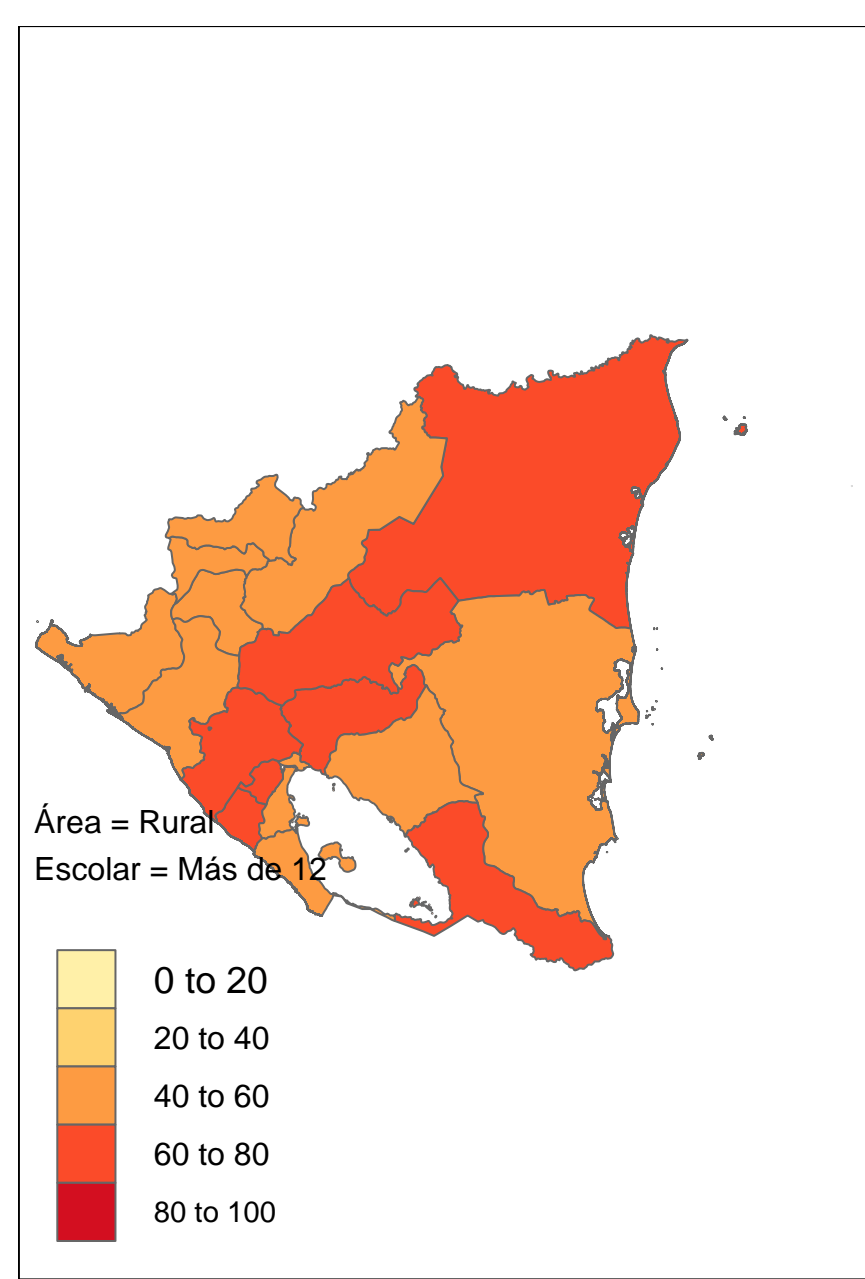 Área = Rural
Escolar = Más de 12
0 to 20
20 to 40
40 to 60
60 to 80
80 to 100